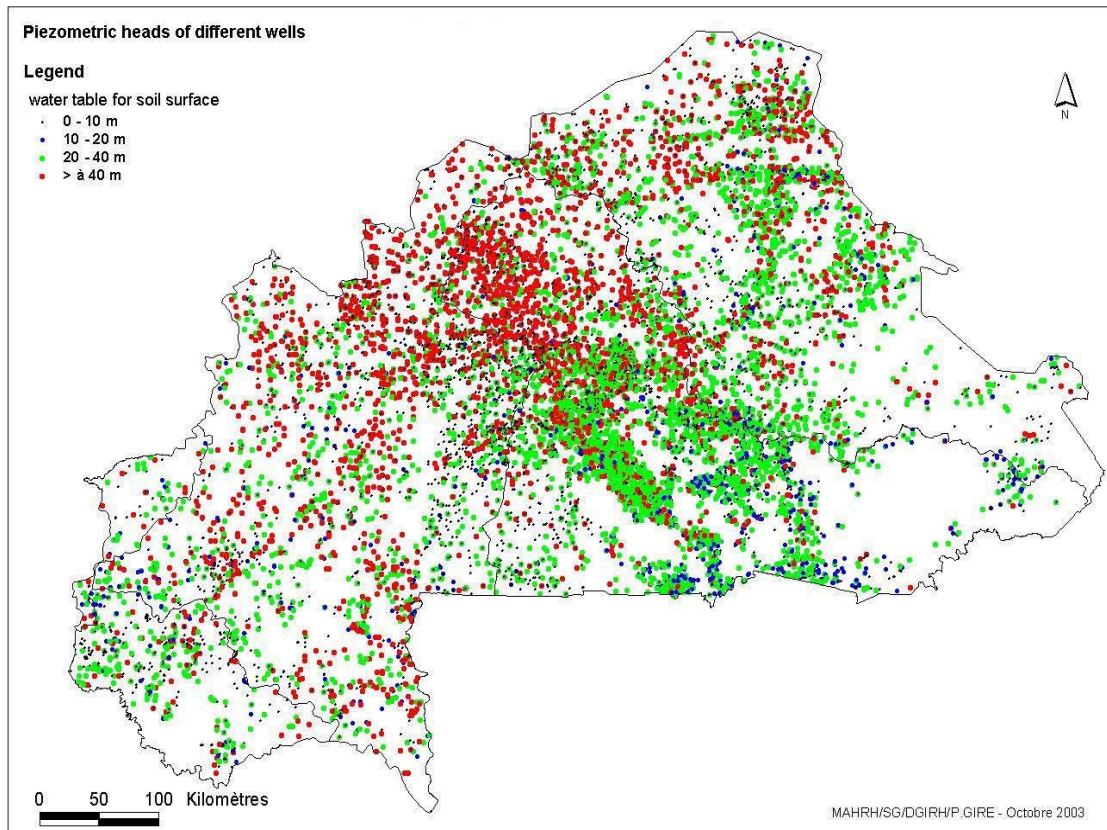 Piezometric heads of different wells
Legend
water table for soil surface
0 - 10 m
10 - 20 m
20 - 40 m
> à 40 m
N
0 50 100 Kilomètres
MAHRH/SG/DGIRH/P.GIRE - Octobre 2003